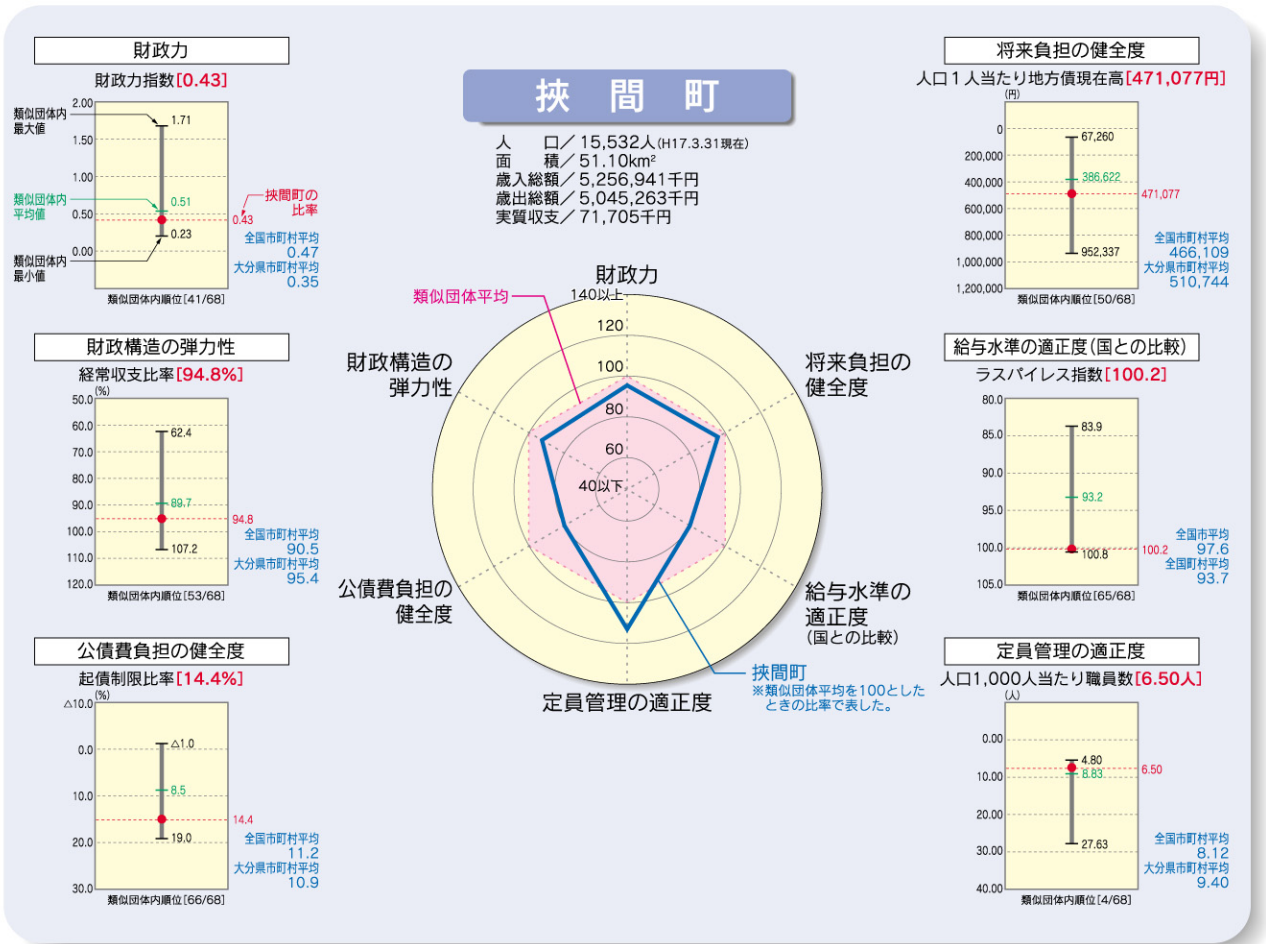 挾間町
人口／15,532人(H17.3.31現在)
面積／51.10km²
歳入総額／5,256,941千円
歳出総額／5,045,263千円
実質収支／71,705千円
財政力
財政力指数[0.43]
類似団体内
最大値
類似団体内
平均値
類似団体内
最小値
2.00
1.50
1.00
0.50
0.00
1.71
0.51
0.23
挾間町の
比率
0.43
全国市町村平均
0.47
大分県市町村平均
0.35
類似団体内順位[41/68]
財政構造の弾力性
経常収支比率[94.8%]
(%)
50.0
60.0
70.0
80.0
90.0
100.0
110.0
120.0
62.4
89.7
107.2
94.8
全国市町村平均
90.5
大分県市町村平均
95.4
類似団体内順位[53/68]
公債費負担の健全度
起債制限比率[14.4%]
(%)
△10.0
0.0
10.0
20.0
30.0
△1.0
8.5
19.0
14.4
全国市町村平均
11.2
大分県市町村平均
10.9
類似団体内順位[66/68]
財政力
類似団体平均
140以上
120
100
80
60
40以下
財政構造の
弾力性
将来負担の
健全度
公債費負担の
健全度
給与水準の
適正度
(国との比較)
定員管理の適正度
挾間町
※類似団体平均を100とした
ときの比率で表した。
将来負担の健全度
人口1人当たり地方債現在高[471,077円]
(円)
0
200,000
400,000
600,000
800,000
1,000,000
1,200,000
67,260
386,622
952,337
471,077
全国市町村平均
466,109
大分県市町村平均
510,744
類似団体内順位[50/68]
給与水準の適正度(国との比較)
ラスパイレス指数[100.2]
80.0
85.0
90.0
95.0
100.0
105.0
83.9
93.2
100.8
100.2
全国市平均
97.6
全国町村平均
93.7
類似団体内順位[65/68]
定員管理の適正度
人口1,000人当たり職員数[6.50人]
(人)
0.00
10.00
20.00
30.00
40.00
4.80
8.83
27.63
6.50
全国市町村平均
8.12
大分県市町村平均
9.40
類似団体内順位[4/68]